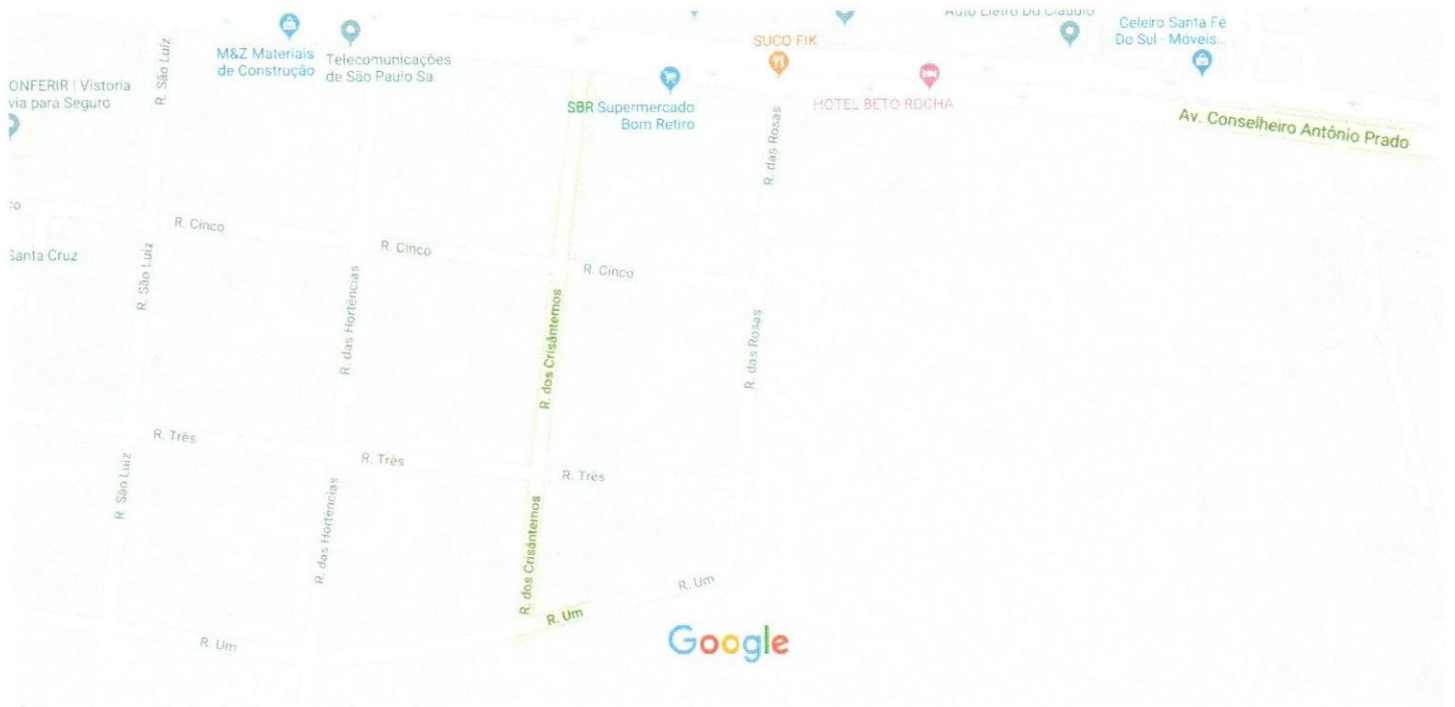 Auto Eletro Do Claudio
Celeiro Santa Fé
Do Sul - Móveis...
M&Z Materiais
de Construção
Telecomunicações
de São Paulo Sa
SUCO FIK
R. São Luiz
ONFERIR | Vistoria
via para Seguro
SBR Supermercado
Bom Retiro
HOTEL BETO ROCHA
Av. Conselheiro Antônio Prado
R. das Rosas
R. Cinco
R. Cinco
R. Cinco
Santa Cruz
R. São Luiz
R. das Hortências
R. dos Crisântemos
R. das Rosas
R. Três
R. Três
R. Três
R. São Luiz
R. das Hortências
R. dos Crisântemos
R. Um
R. Um
R. Um
Google